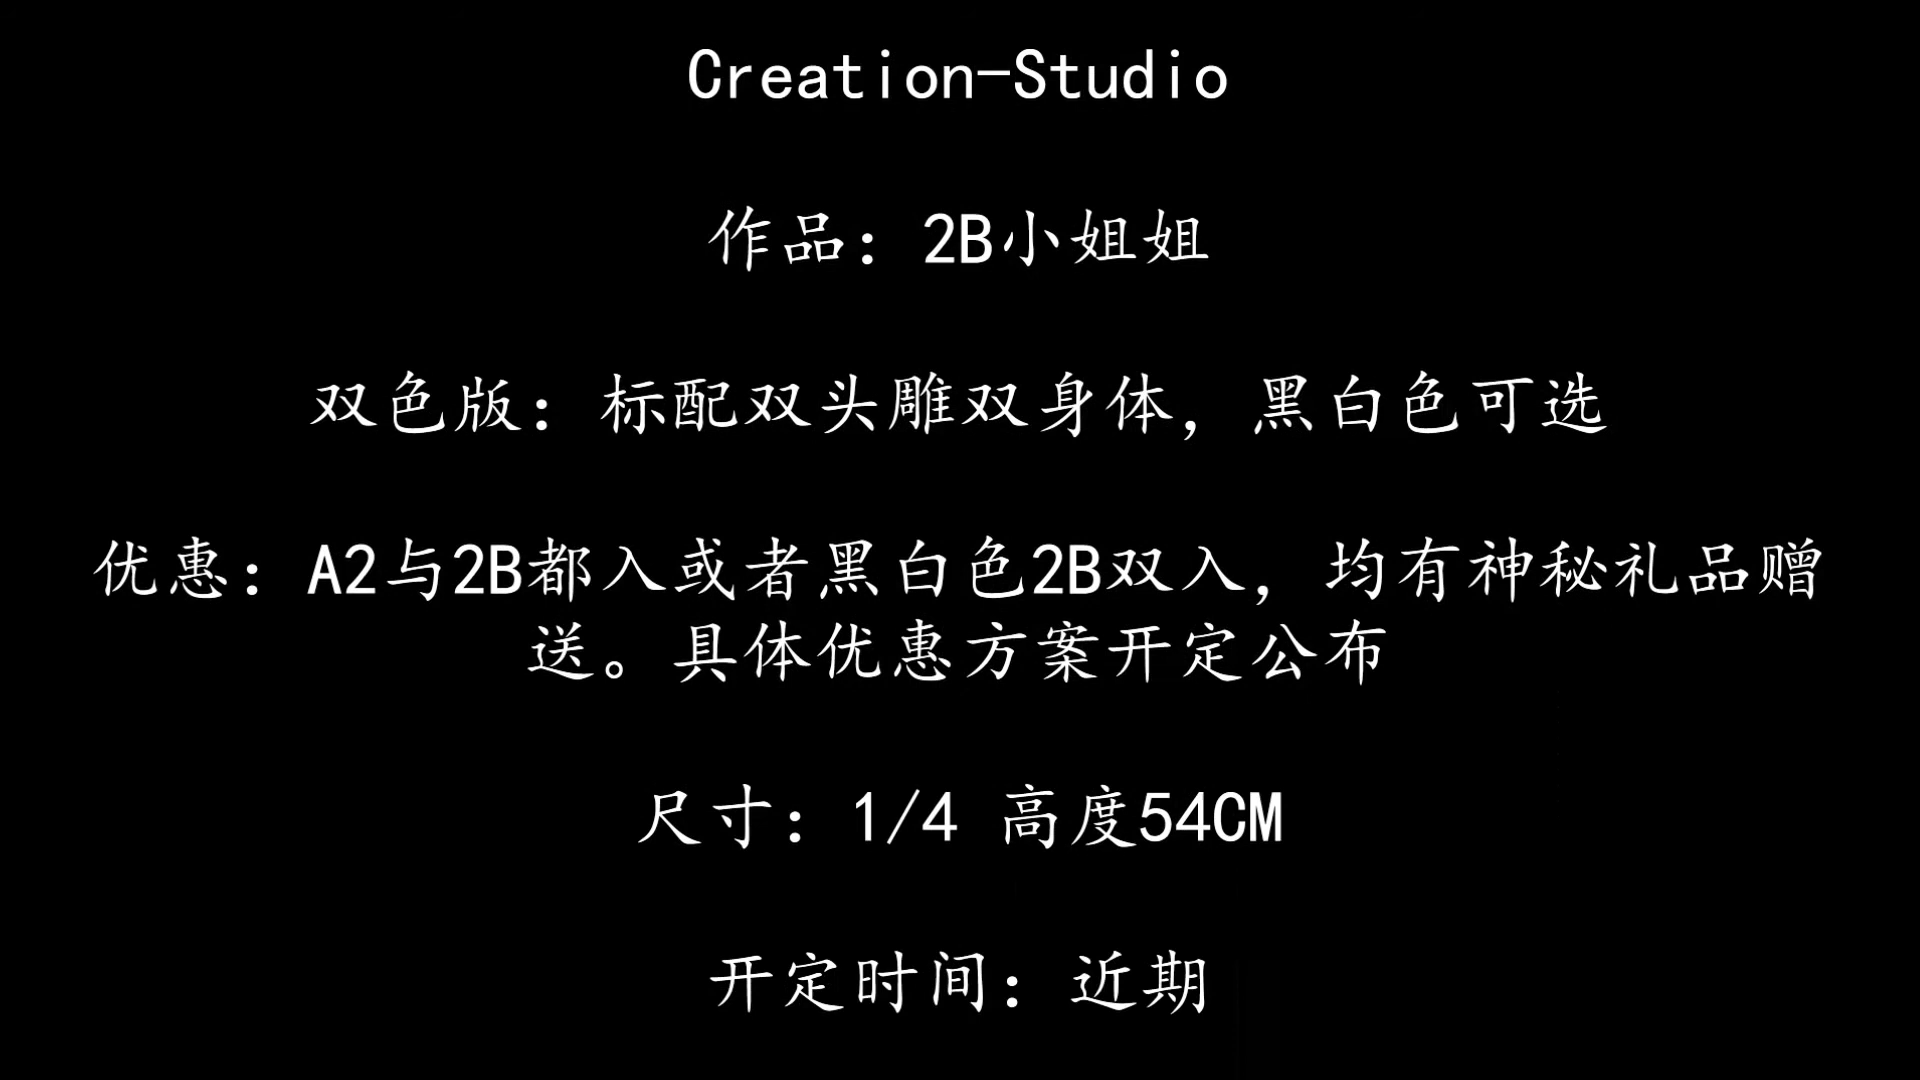 Creation-Studio
作品：2B小姐姐
双色版：标配双头雕双身体，黑白色可选
优惠：A2与2B都入或者黑白色2B双入，均有神秘礼品赠
送。具体优惠方案开定公布
尺寸：1/4 高度54CM
开定时间：近期